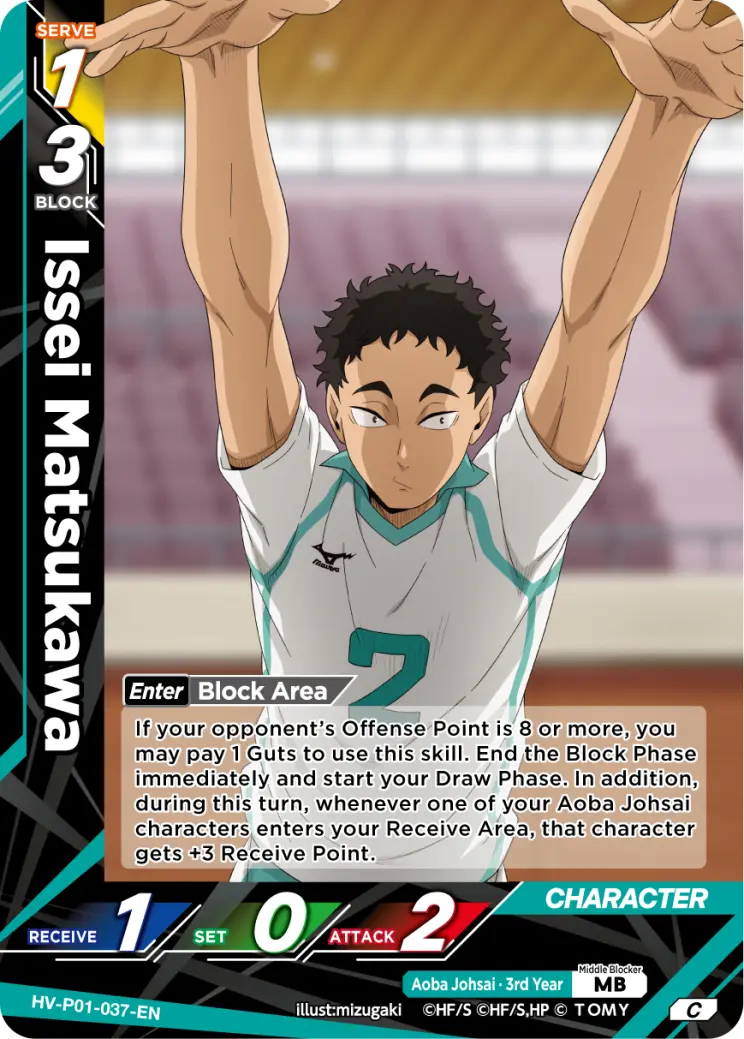 SERVE
1
3
BLOCK
Issei Matsukawa
Mizuno
2
Enter Block Area
If your opponent's Offense Point is 8 or more, you
may pay 1 Guts to use this skill. End the Block Phase
immediately and start your Draw Phase. In addition,
during this turn, whenever one of your Aoba Johsai
characters enters your Receive Area, that character
gets +3 Receive Point.
CHARACTER
RECEIVE 1 SET 0 ATTACK 2
Middle Blocker
Aoba Johsai · 3rd Year MB
HV-P01-037-EN
illust:mizugaki ©HF/S ©HF/S,HP © TOMY
C